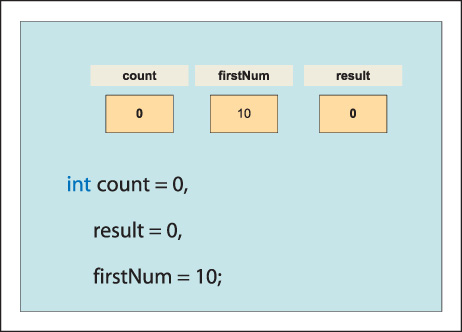 count firstNum result
0 10 0
int count = 0,
result = 0,
firstNum = 10;